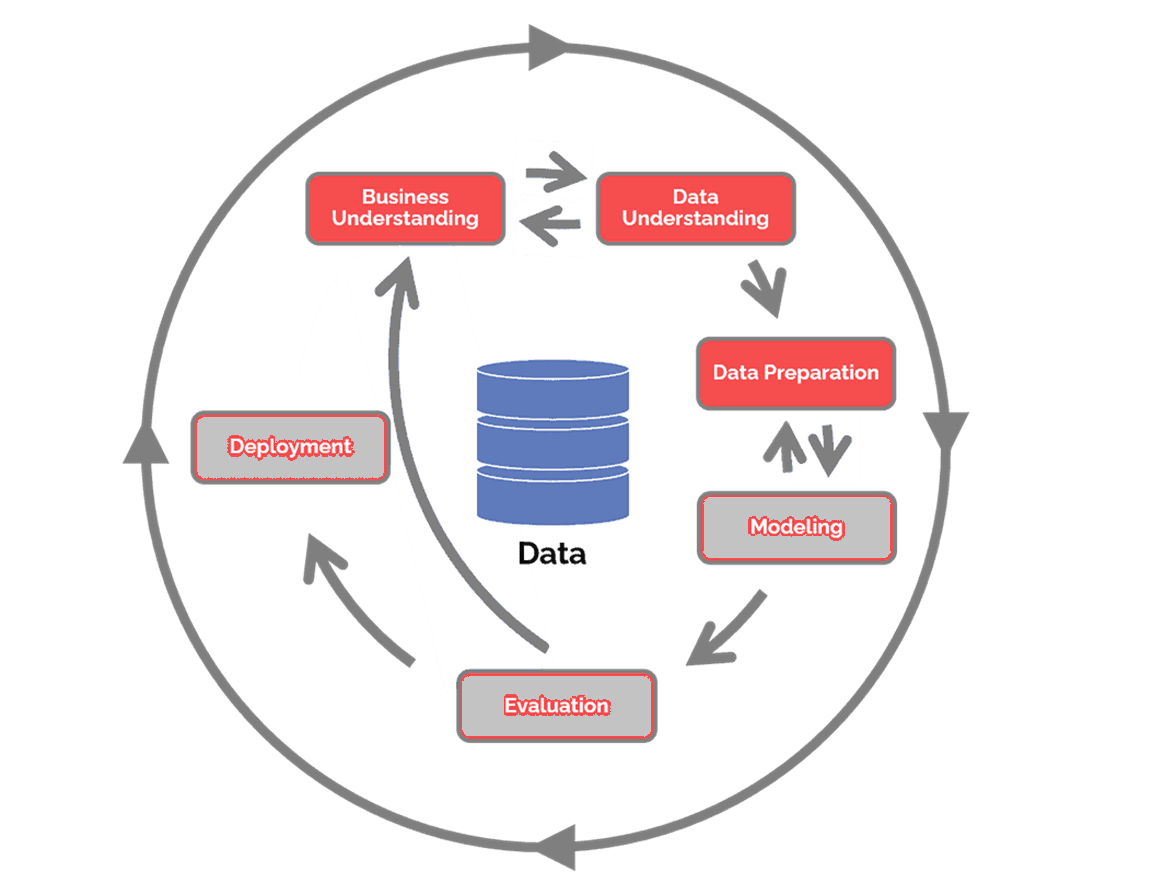 Business
Understanding
Data
Understanding
Data Preparation
Deployment
Modeling
Data
Evaluation